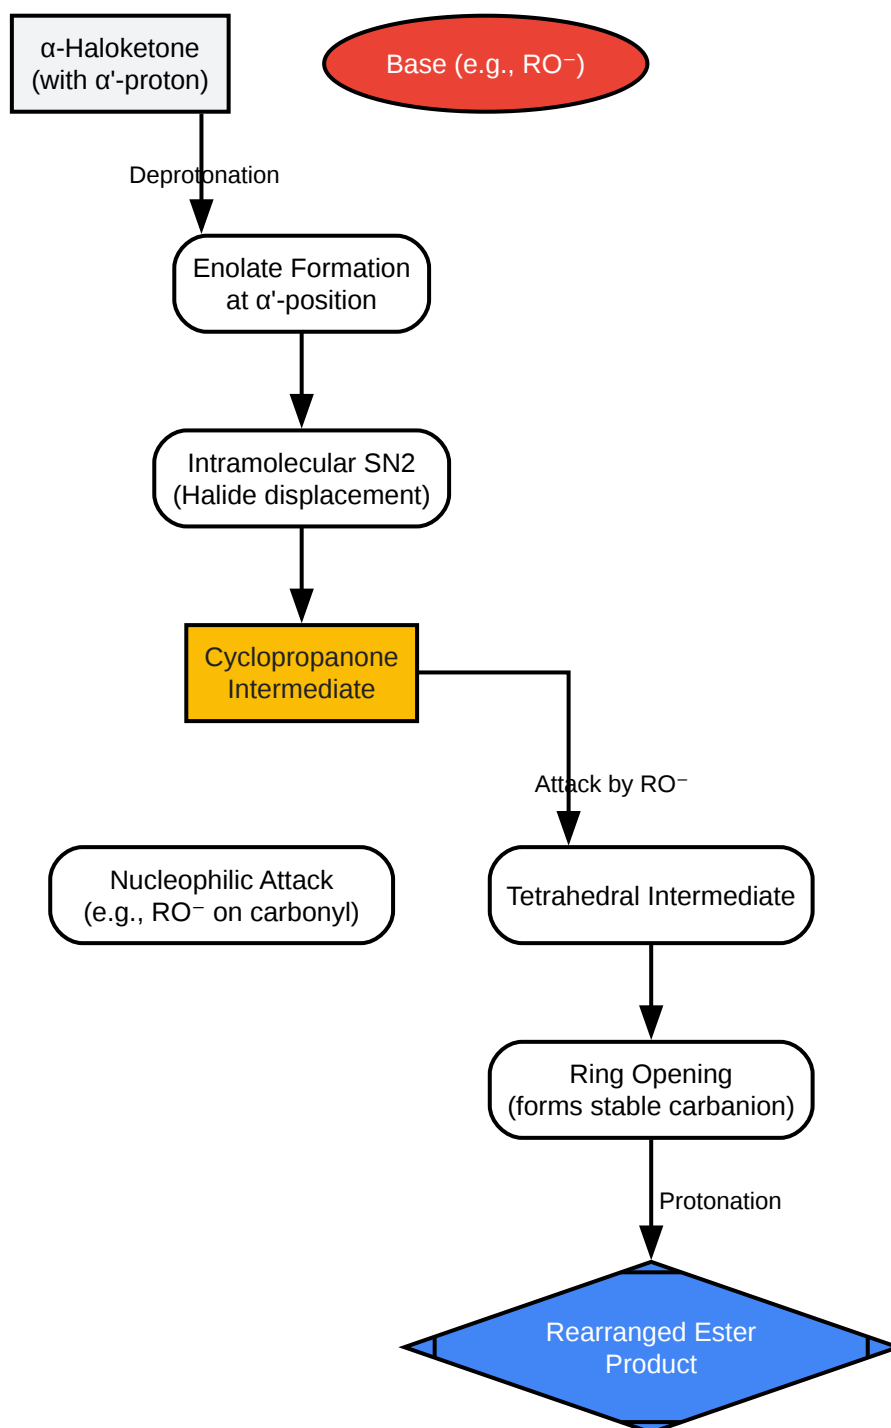 α-Haloketone
(with α'-proton)
Base (e.g., RO⁻)
Deprotonation
Enolate Formation
at α'-position
Intramolecular SN2
(Halide displacement)
Cyclopropanone
Intermediate
Attack by RO⁻
Nucleophilic Attack
(e.g., RO⁻ on carbonyl)
Tetrahedral Intermediate
Ring Opening
(forms stable carbanion)
Protonation
Rearranged Ester
Product